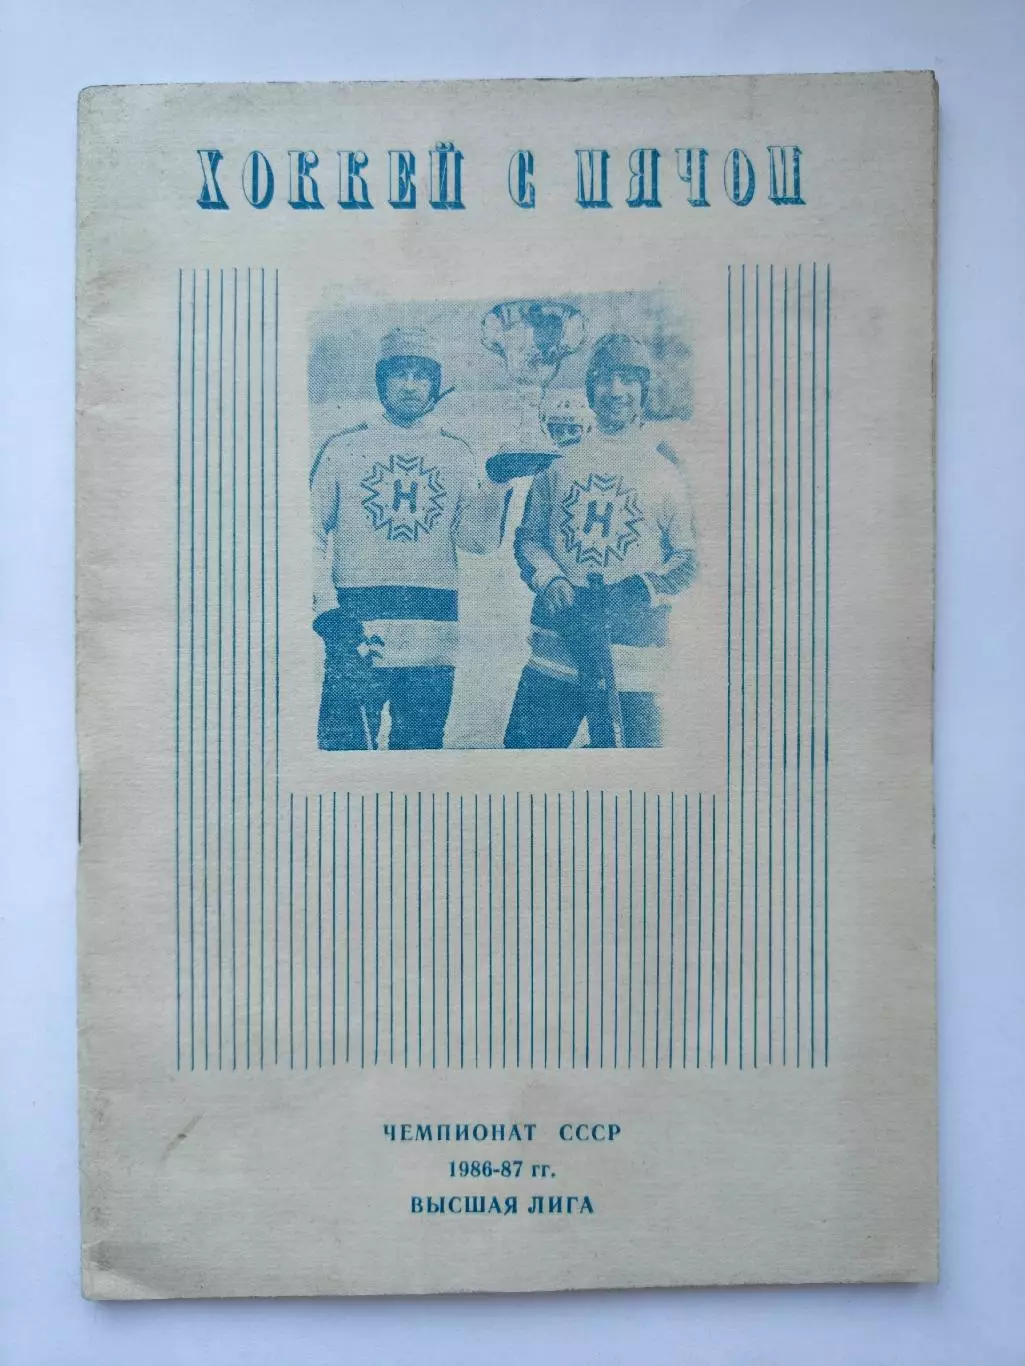 ХОККЕЙ С МЯЧОМ
Н Н
ЧЕМПИОНАТ СССР
1986-87 гг.
ВЫСШАЯ ЛИГА